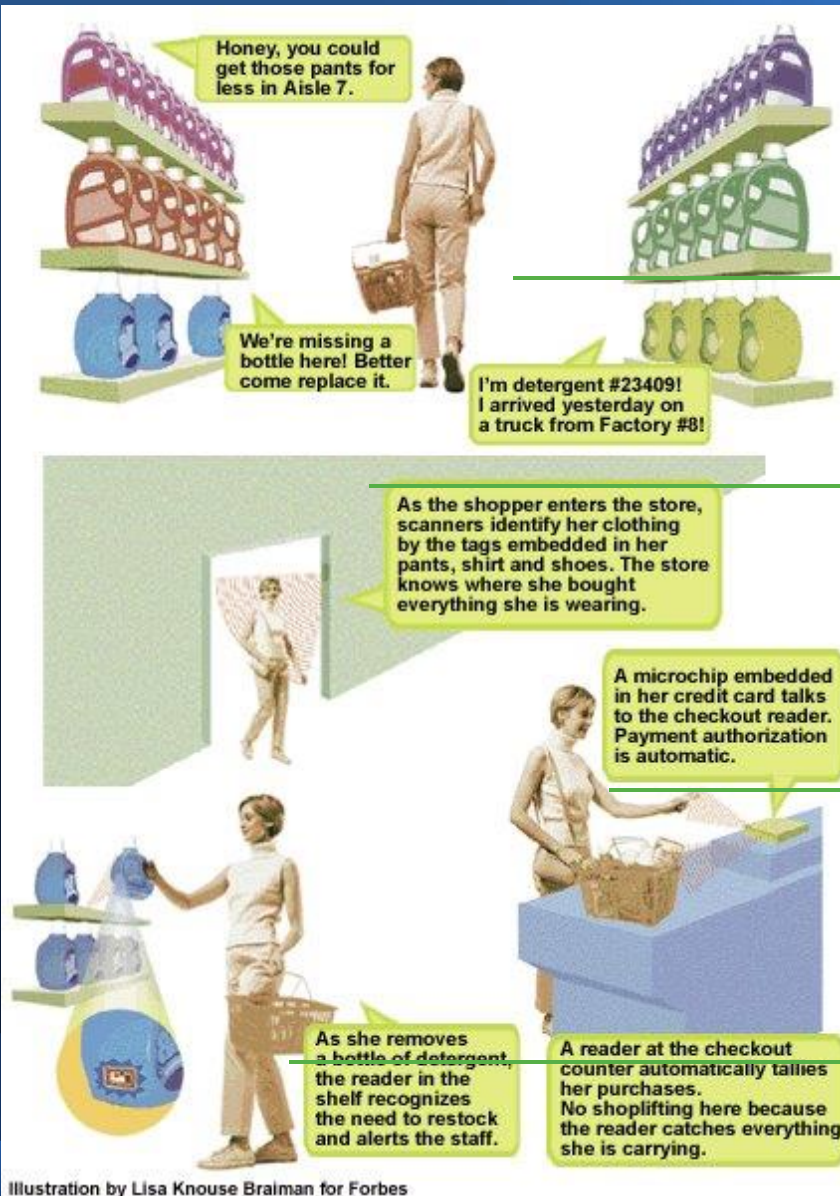 Honey, you could
get those pants for
less in Aisle 7.
We're missing a
bottle here! Better
come replace it.
I'm detergent #23409!
I arrived yesterday on
a truck from Factory #8!
As the shopper enters the store,
scanners identify her clothing
by the tags embedded in her
pants, shirt and shoes. The store
knows where she bought
everything she is wearing.
A microchip embedded
in her credit card talks
to the checkout reader.
Payment authorization
is automatic.
As she removes
a bottle of detergent,
the reader in the
shelf recognizes
the need to restock
and alerts the staff.
A reader at the checkout
counter automatically tallies
her purchases.
No shoplifting here because
the reader catches everything
she is carrying.
Illustration by Lisa Knouse Braiman for Forbes